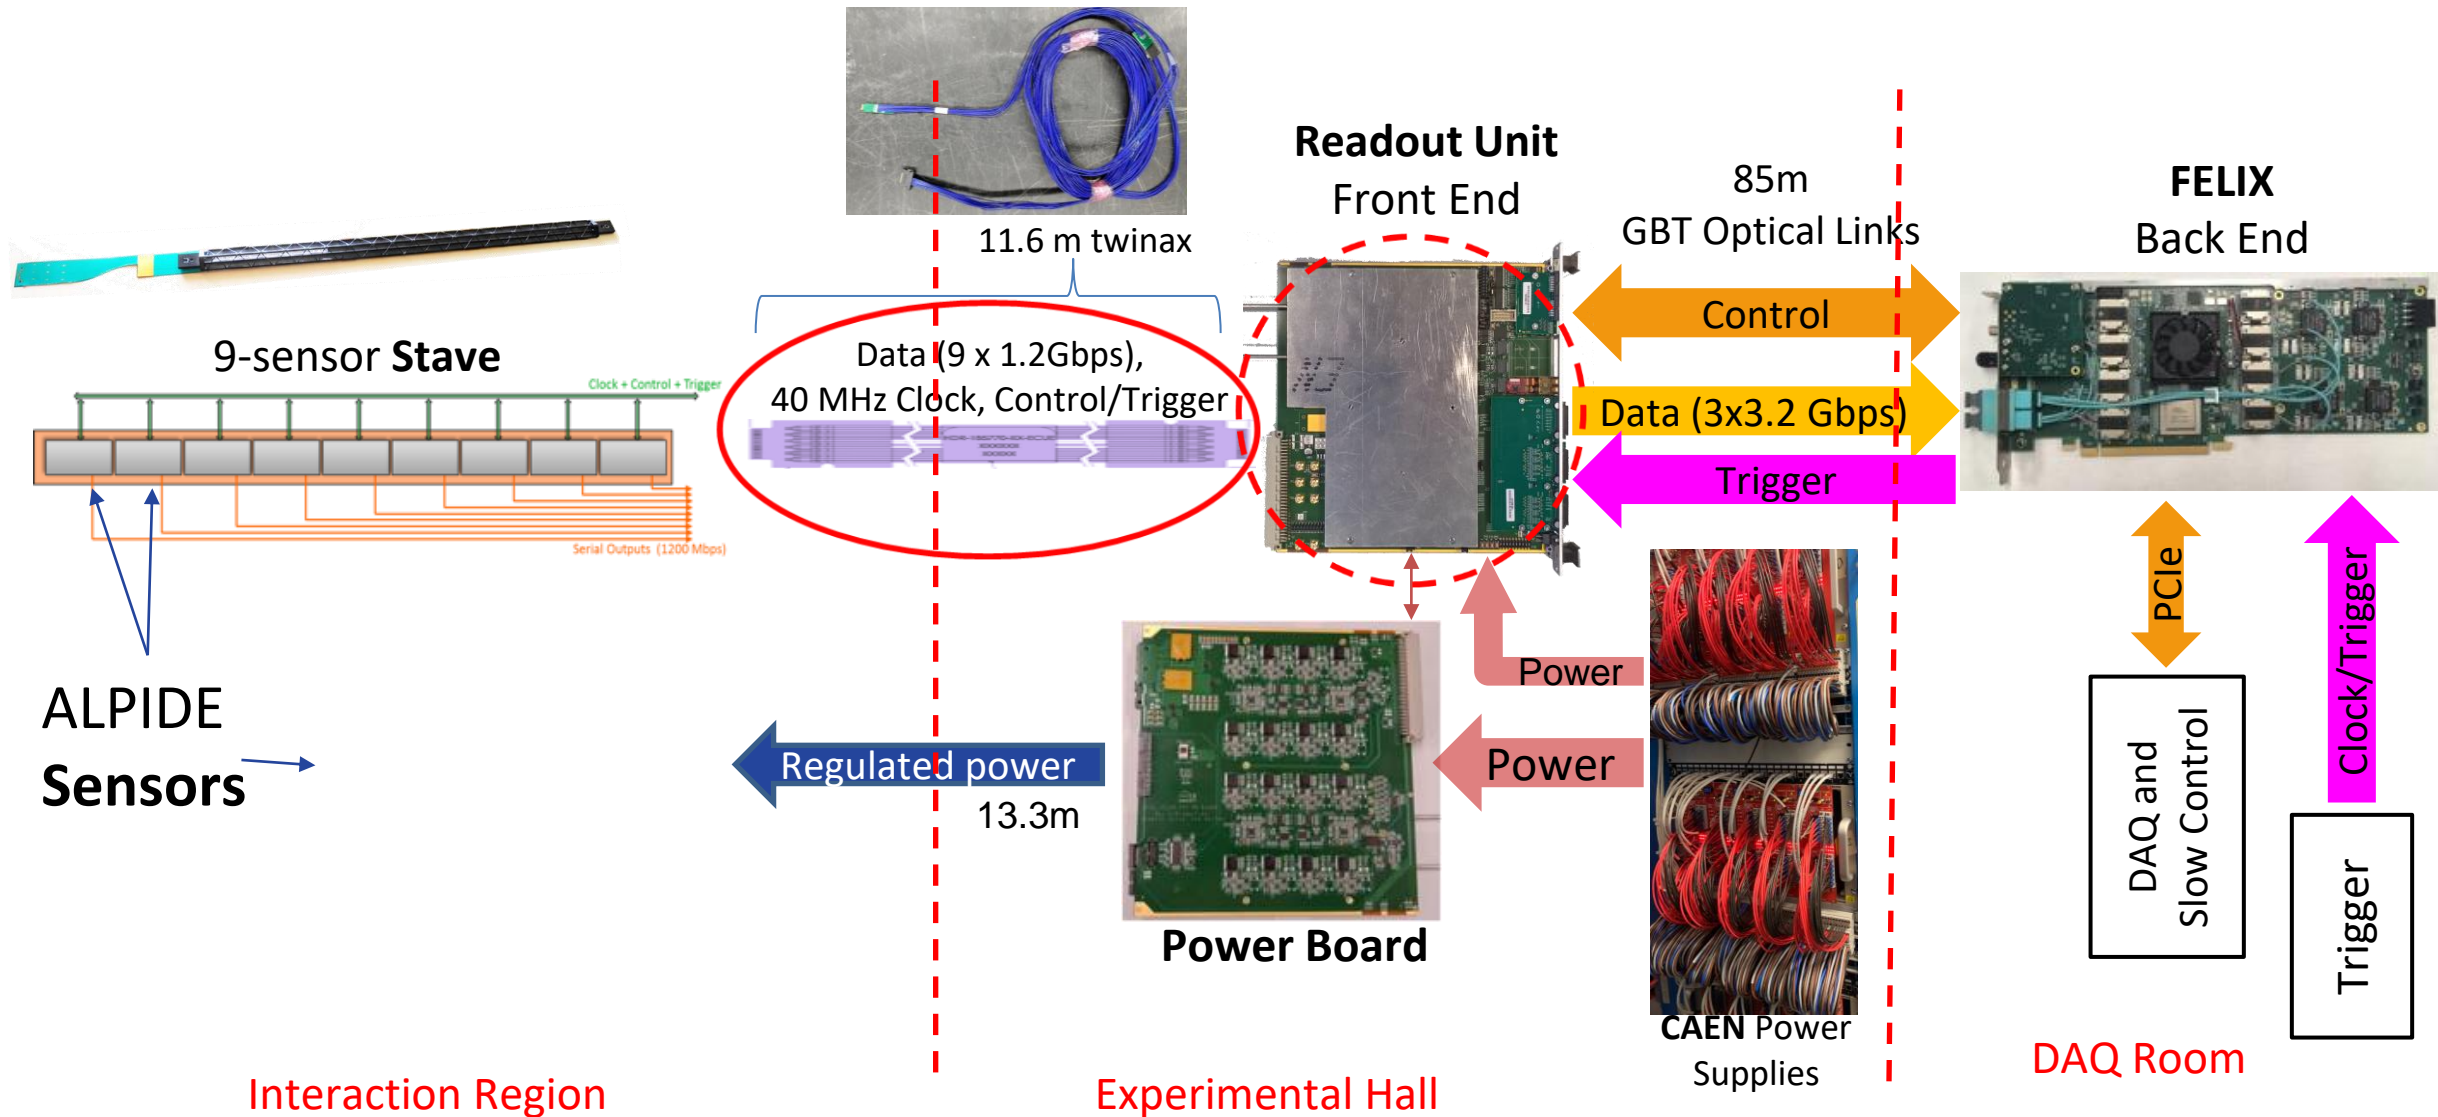 11.6 m twinax
Readout Unit
Front End
85m
GBT Optical Links
FELIX
Back End
9-sensor Stave
Clock + Control + Trigger
Serial Outputs (1200 Mbps)
Data (9 x 1.2Gbps),
40 MHz Clock, Control/Trigger
Control
Data (3x3.2 Gbps)
Trigger
ALPIDE
Sensors
Regulated power
13.3m
Power
Power
Power Board
CAEN Power
Supplies
PCIe
Clock/Trigger
DAQ and
Slow Control
Trigger
Interaction Region
Experimental Hall
DAQ Room